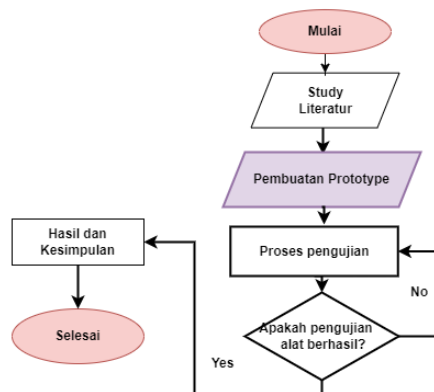 Mulai
Study
Literatur
Pembuatan Prototype
Proses pengujian
Apakah pengujian
alat berhasil?
No
Yes
Hasil dan
Kesimpulan
Selesai